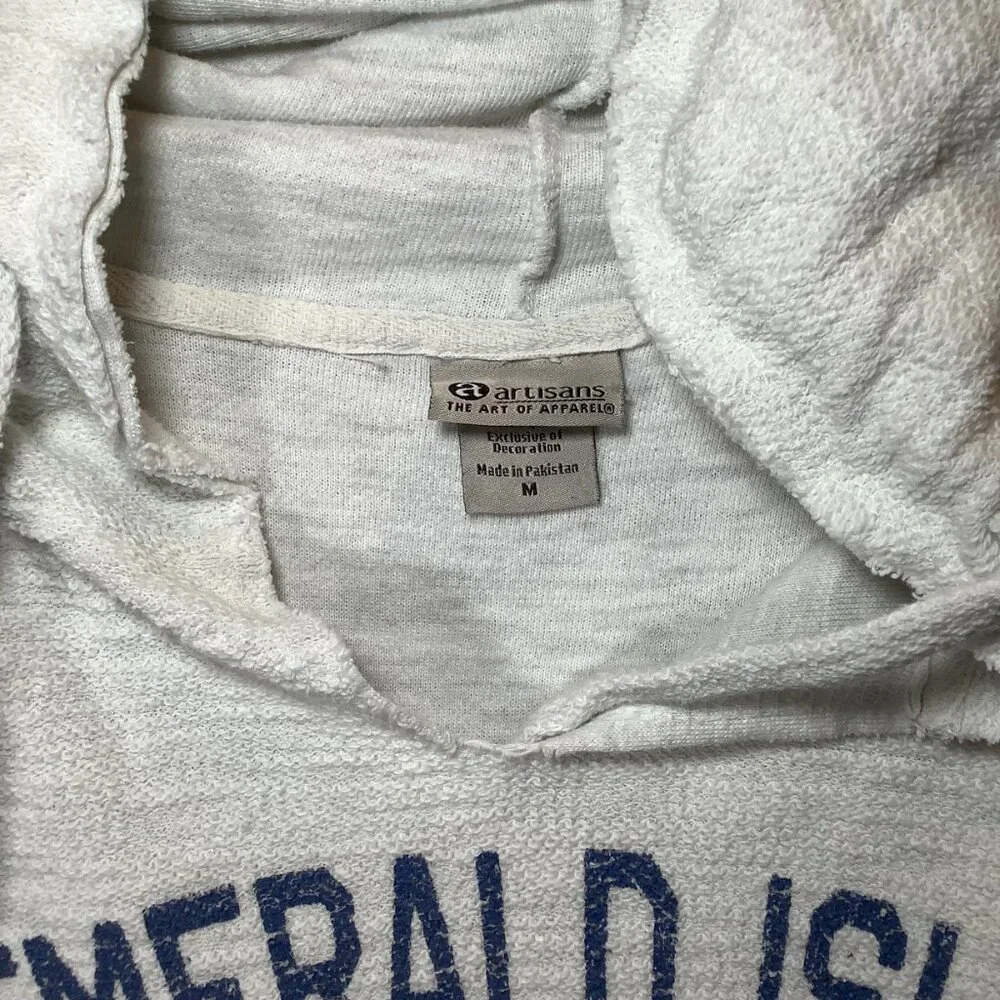 a artisans
THE ART OF APPAREL®
Exclusive of
Decoration
Made in Pakistan
M
EMERALD ISL